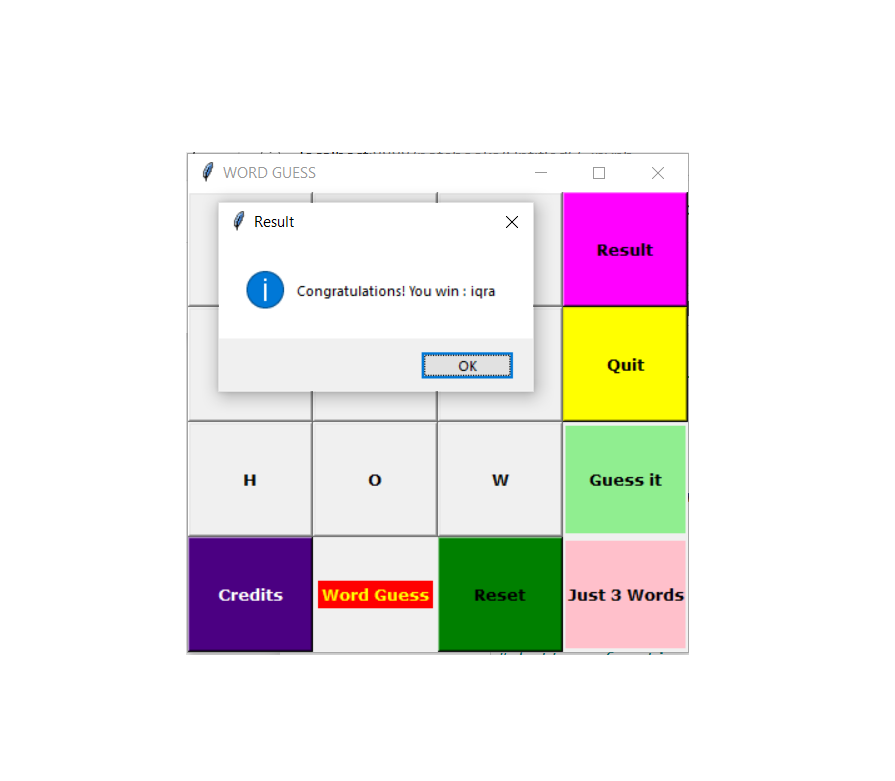 WORD GUESS
Result
Congratulations! You win : iqra
OK
Result
Quit
H O W Guess it
Credits Word Guess Reset Just 3 Words